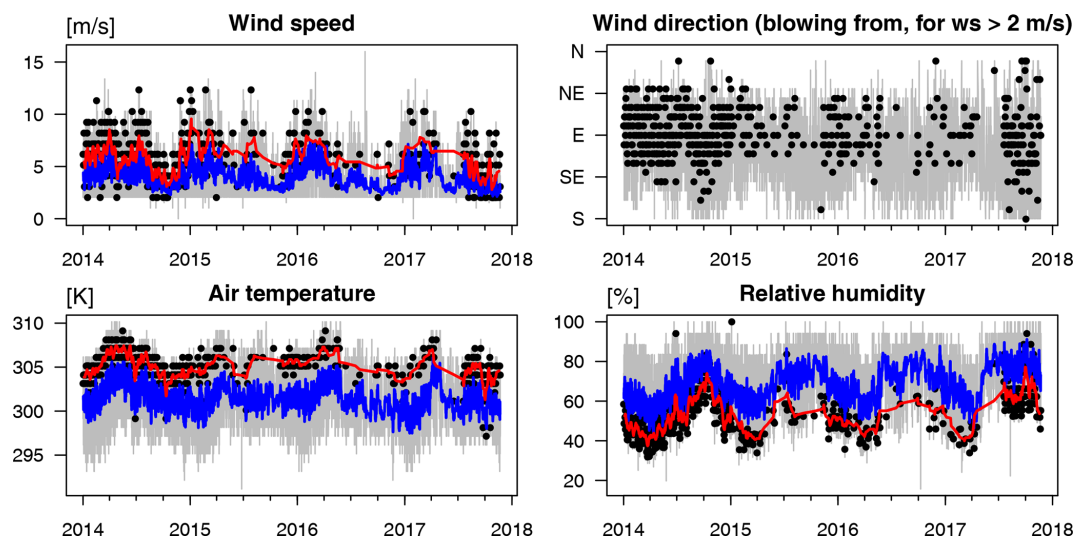 Wind speed
[m/s]
15
10
5
0
2014 2015 2016 2017 2018
Wind direction (blowing from, for ws > 2 m/s)
N
NE
E
SE
S
2014 2015 2016 2017 2018
Air temperature
[K]
310
305
300
295
2014 2015 2016 2017 2018
Relative humidity
[%]
100
80
60
40
20
2014 2015 2016 2017 2018